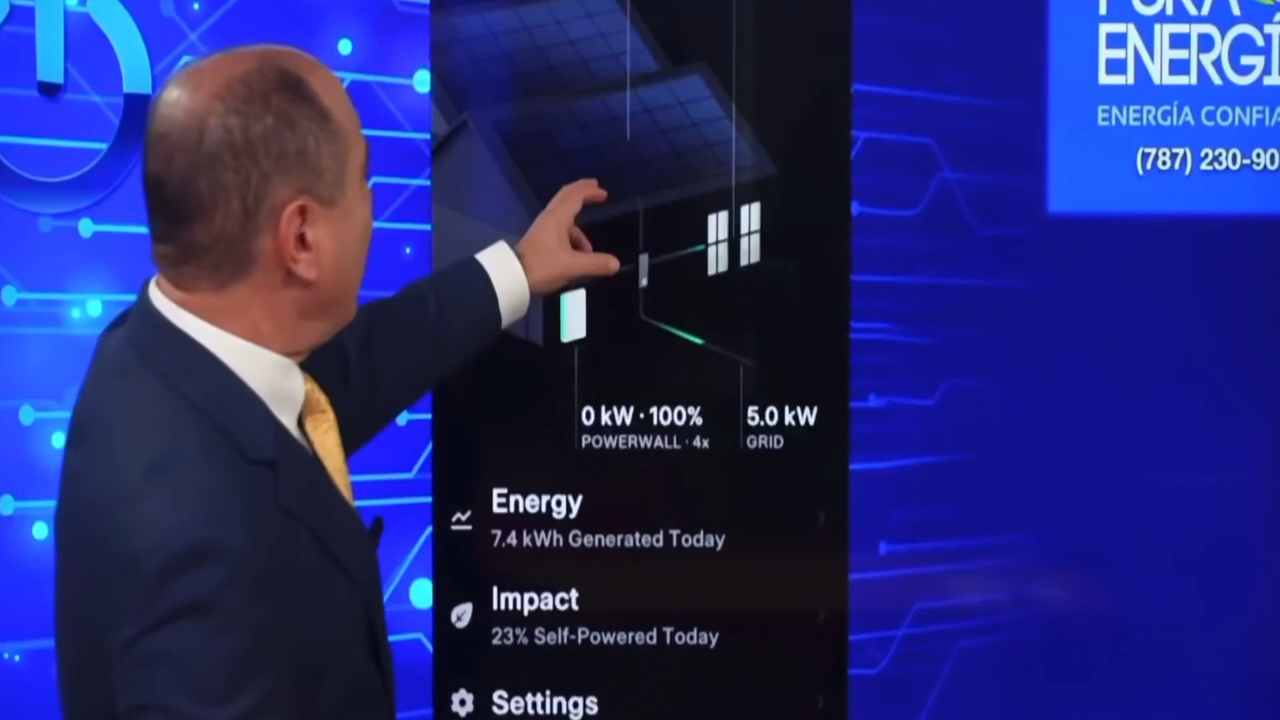 ENERGÍ
ENERGÍA CONFIA
(787) 230-90
0 kW · 100%
POWERWALL · 4x
5.0 kW
GRID
Energy
7.4 kWh Generated Today
Impact
23% Self-Powered Today
Settings